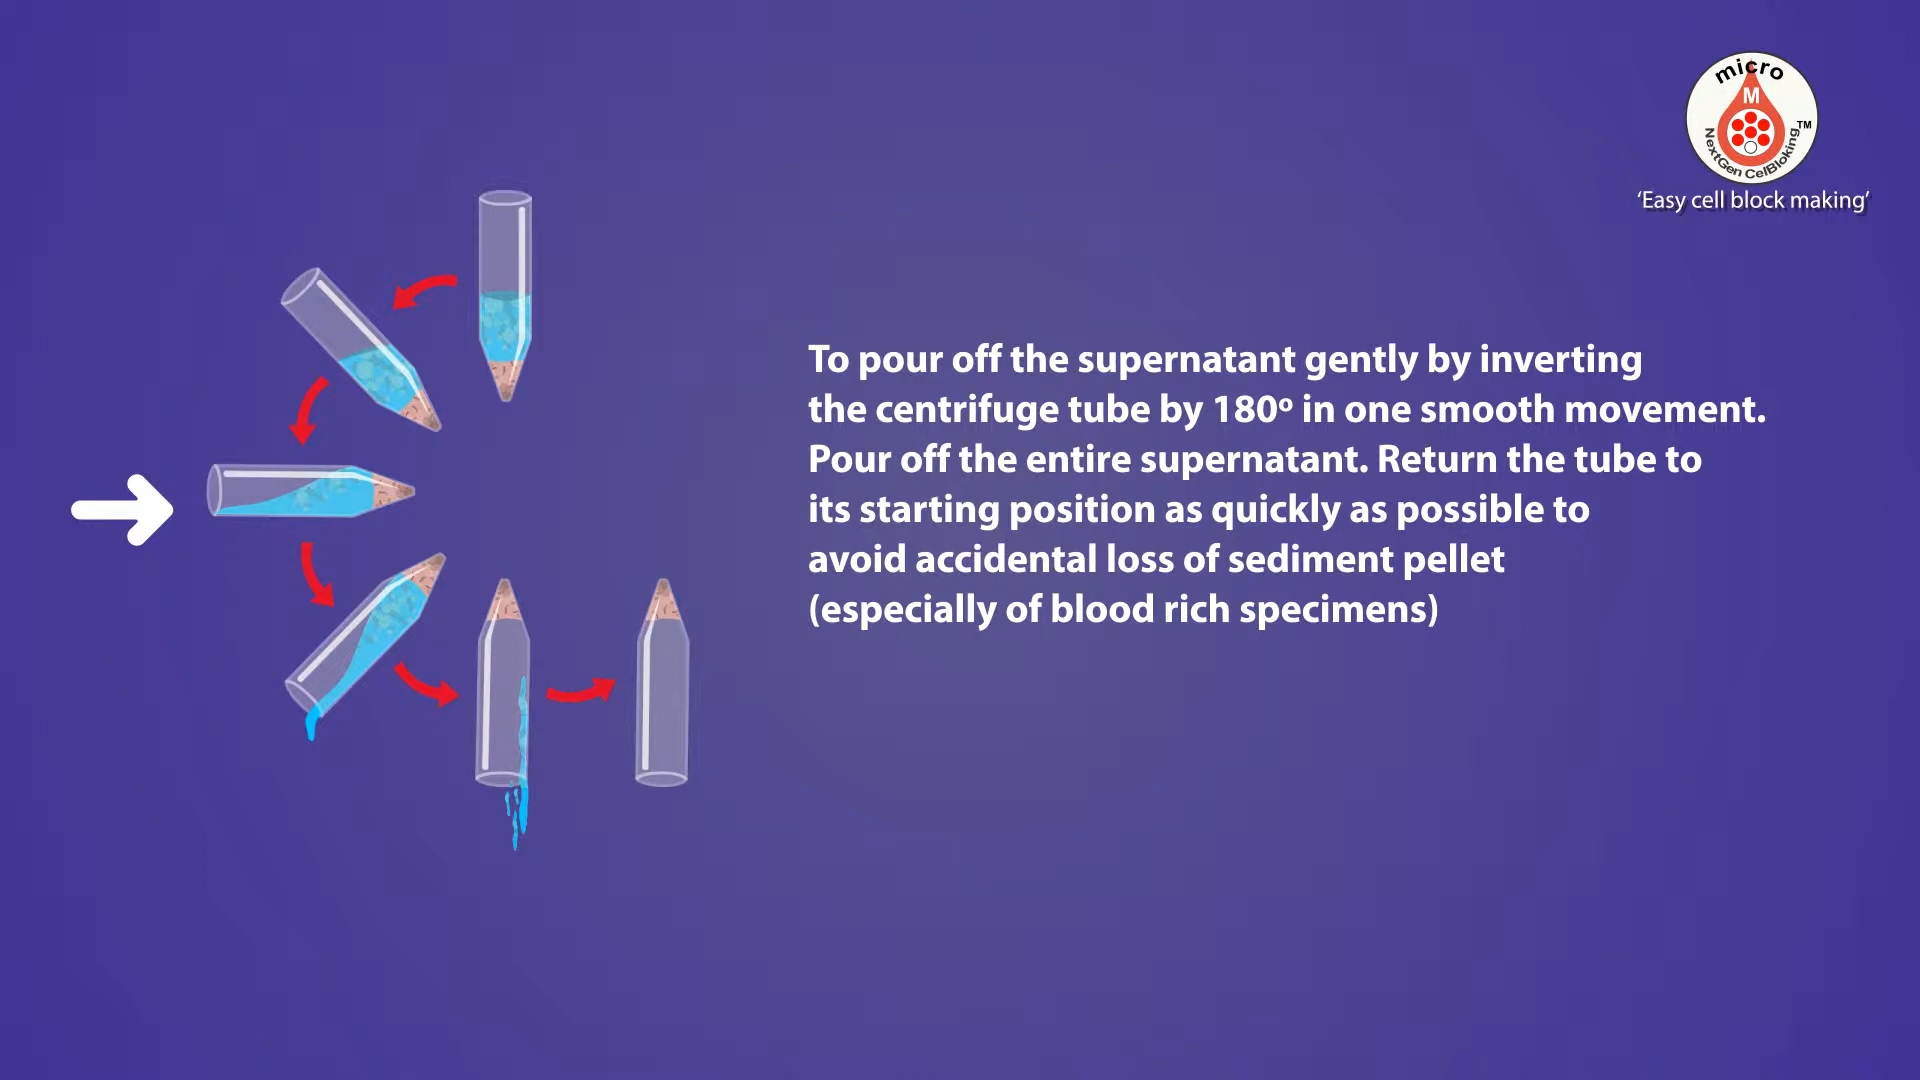 micro
M
NextGen CelBloking
TM
‘Easy cell block making’
To pour off the supernatant gently by inverting
the centrifuge tube by 180º in one smooth movement.
Pour off the entire supernatant. Return the tube to
its starting position as quickly as possible to
avoid accidental loss of sediment pellet
(especially of blood rich specimens)